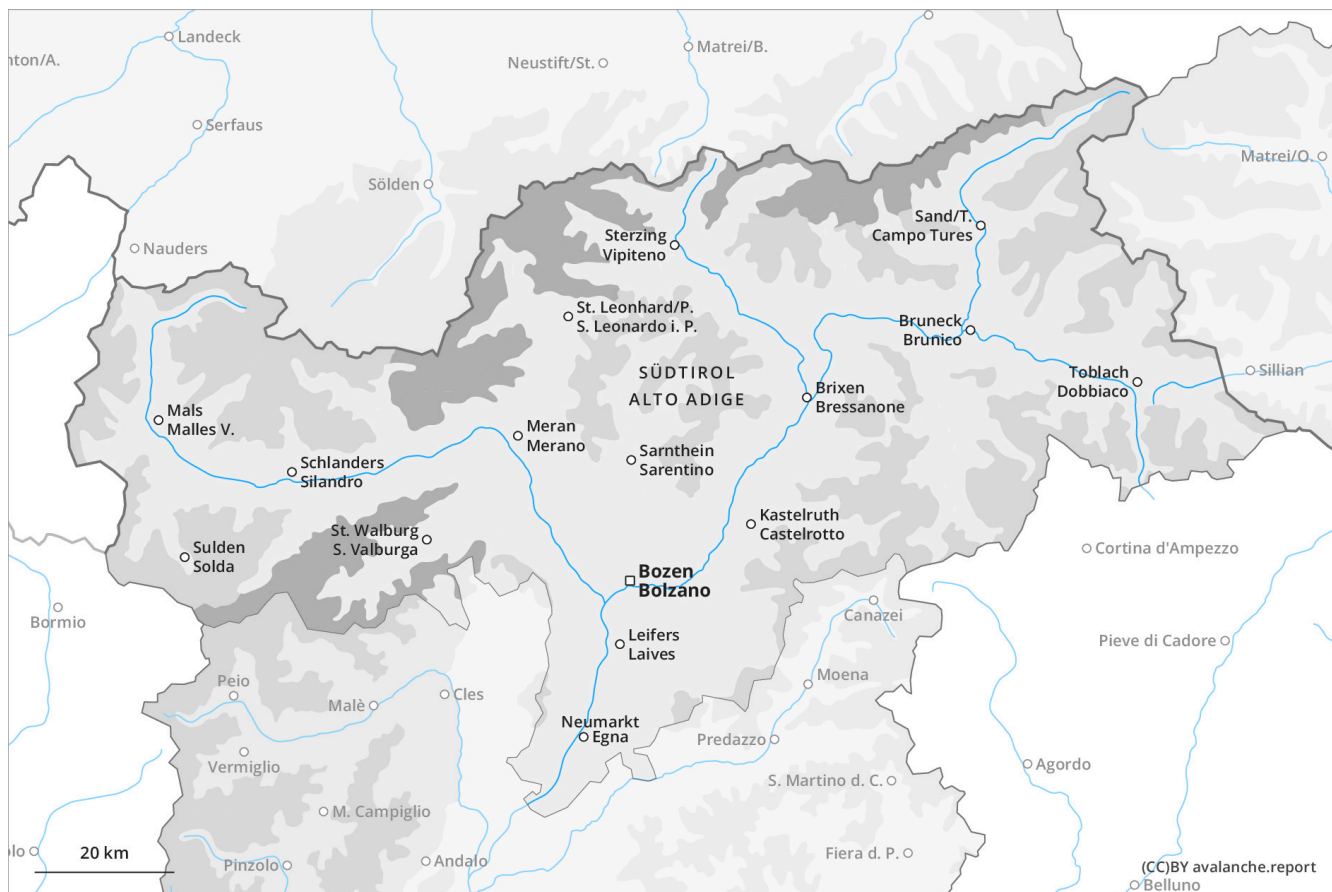 Landeck
nton/A.
Matrei/B.
Neustift/St.
Serfaus
Matrei/O.
Sölden
Sand/T.
Campo Tures
Sterzing
Vipiteno
Nauders
St. Leonhard/P.
S. Leonardo i. P.
Bruneck
Brunico
SÜDTIROL
ALTO ADIGE
Toblach
Dobbiaco
Sillian
Brixen
Bressanone
Mals
Malles V.
Meran
Merano
Sarnthein
Sarentino
Schlanders
Silandro
Kastelruth
Castelrotto
St. Walburg
S. Valburga
Sulden
Solda
Cortina d'Ampezzo
Bozen
Bolzano
Bormio
Canazei
Leifers
Laives
Pieve di Cadore
Peio
Moena
Cles
Malè
Neumarkt
Egna
Predazzo
Vermiglio
Agordo
S. Martino d. C.
M. Campiglio
olo
20 km
Pinzolo
Andalo
Fiera d. P.
(CC)BY avalanche.report
Belluno